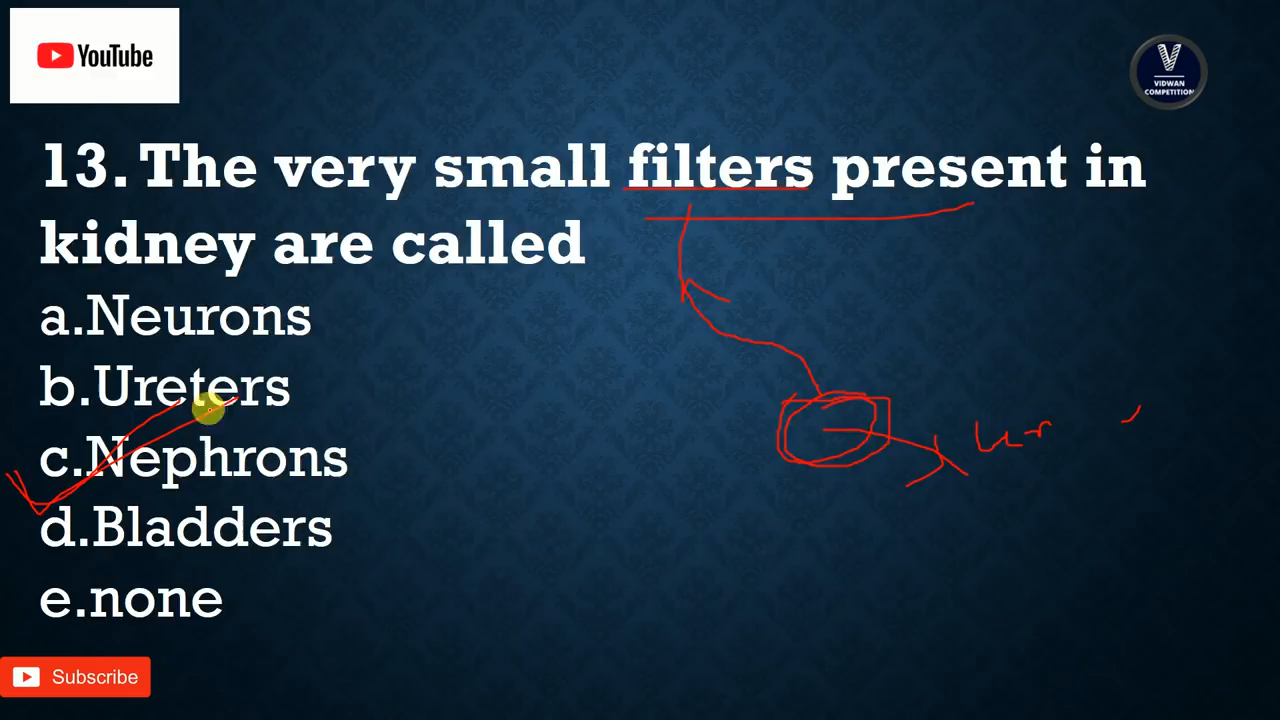 YouTube
V
VIDWAN
COMPETITION
13. The very small filters present in
kidney are called
a.Neurons
b.Ureters
c.Nephrons
d.Bladders
e.none
Subscribe